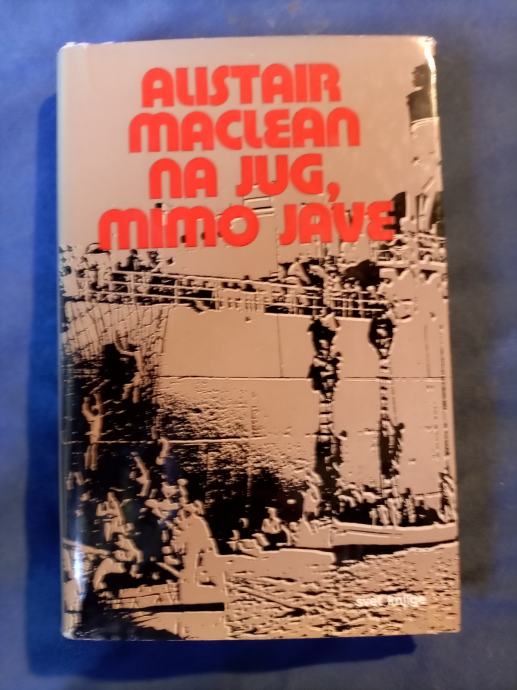 ALISTAIR
MACLEAN
NA JUG,
MIMO JAVE
svet knjige